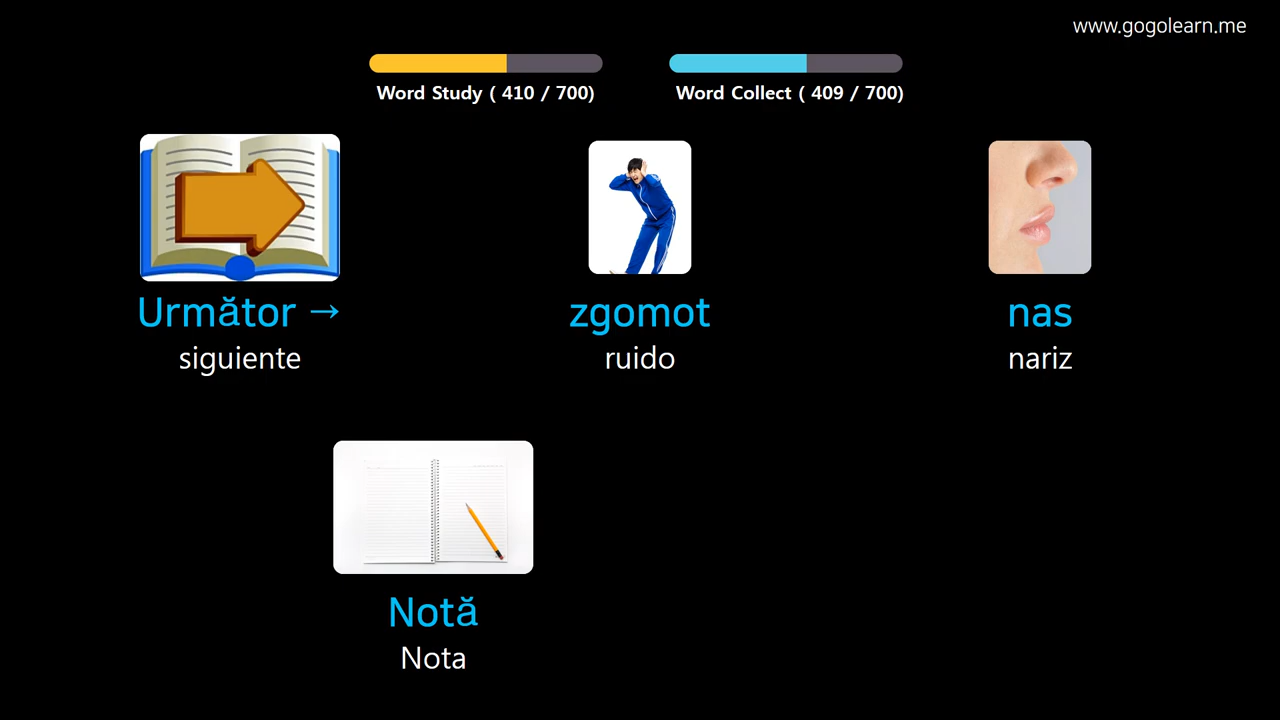 www.gogolearn.me
Word Study ( 410 / 700)
Word Collect ( 409 / 700)
Următor →
siguiente
zgomot
ruido
nas
nariz
Notă
Nota